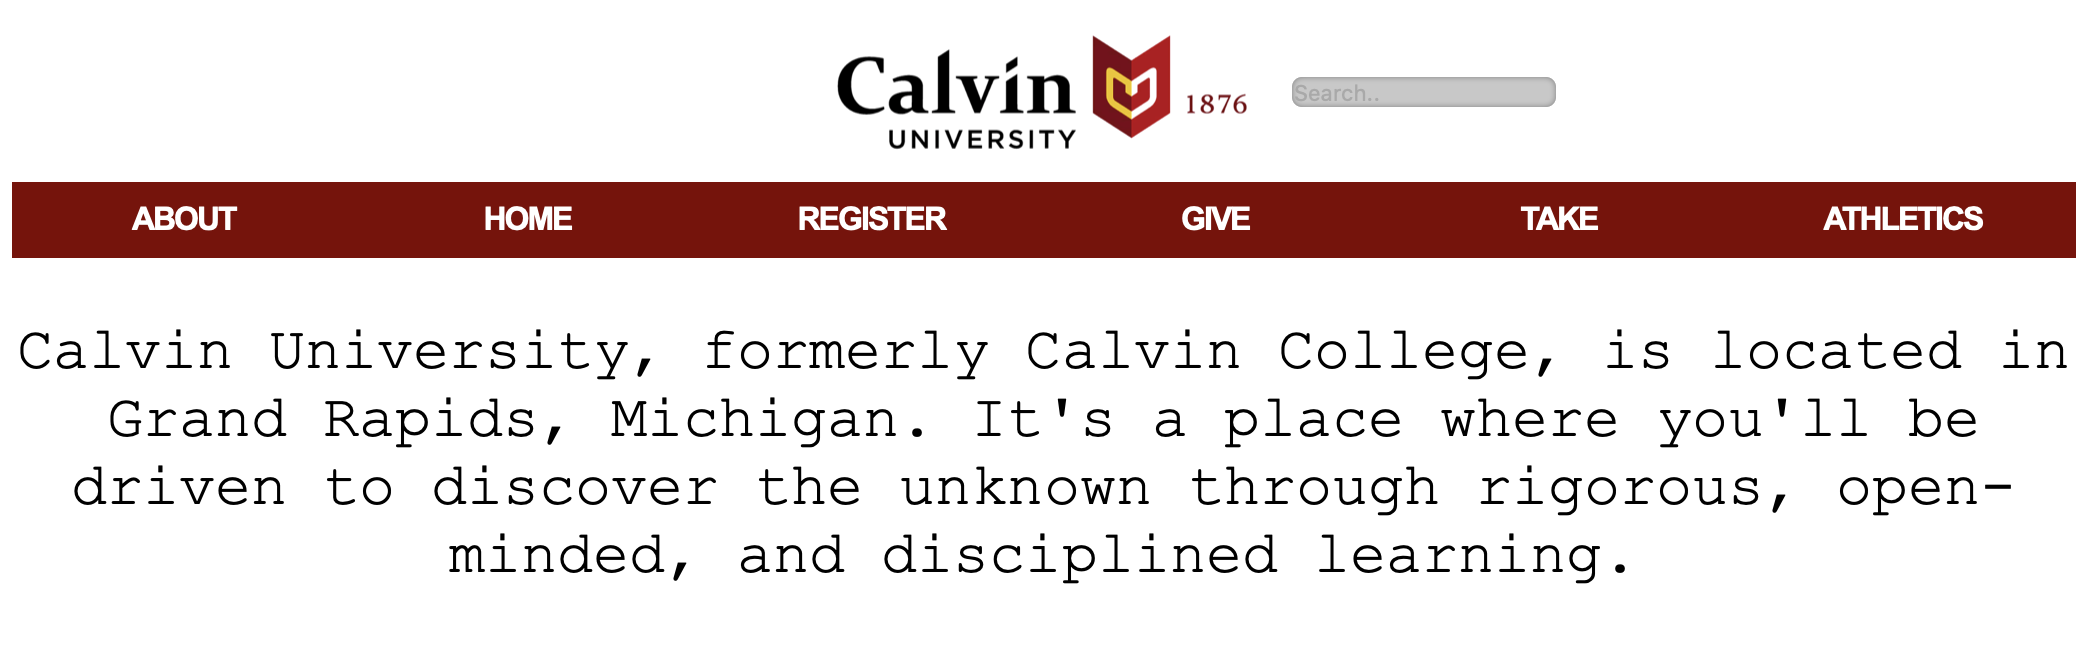 Calvin
UNIVERSITY
1876
Search..
ABOUT HOME REGISTER GIVE TAKE ATHLETICS
Calvin University, formerly Calvin College, is located in
Grand Rapids, Michigan. It's a place where you'll be
driven to discover the unknown through rigorous, open-
minded, and disciplined learning.